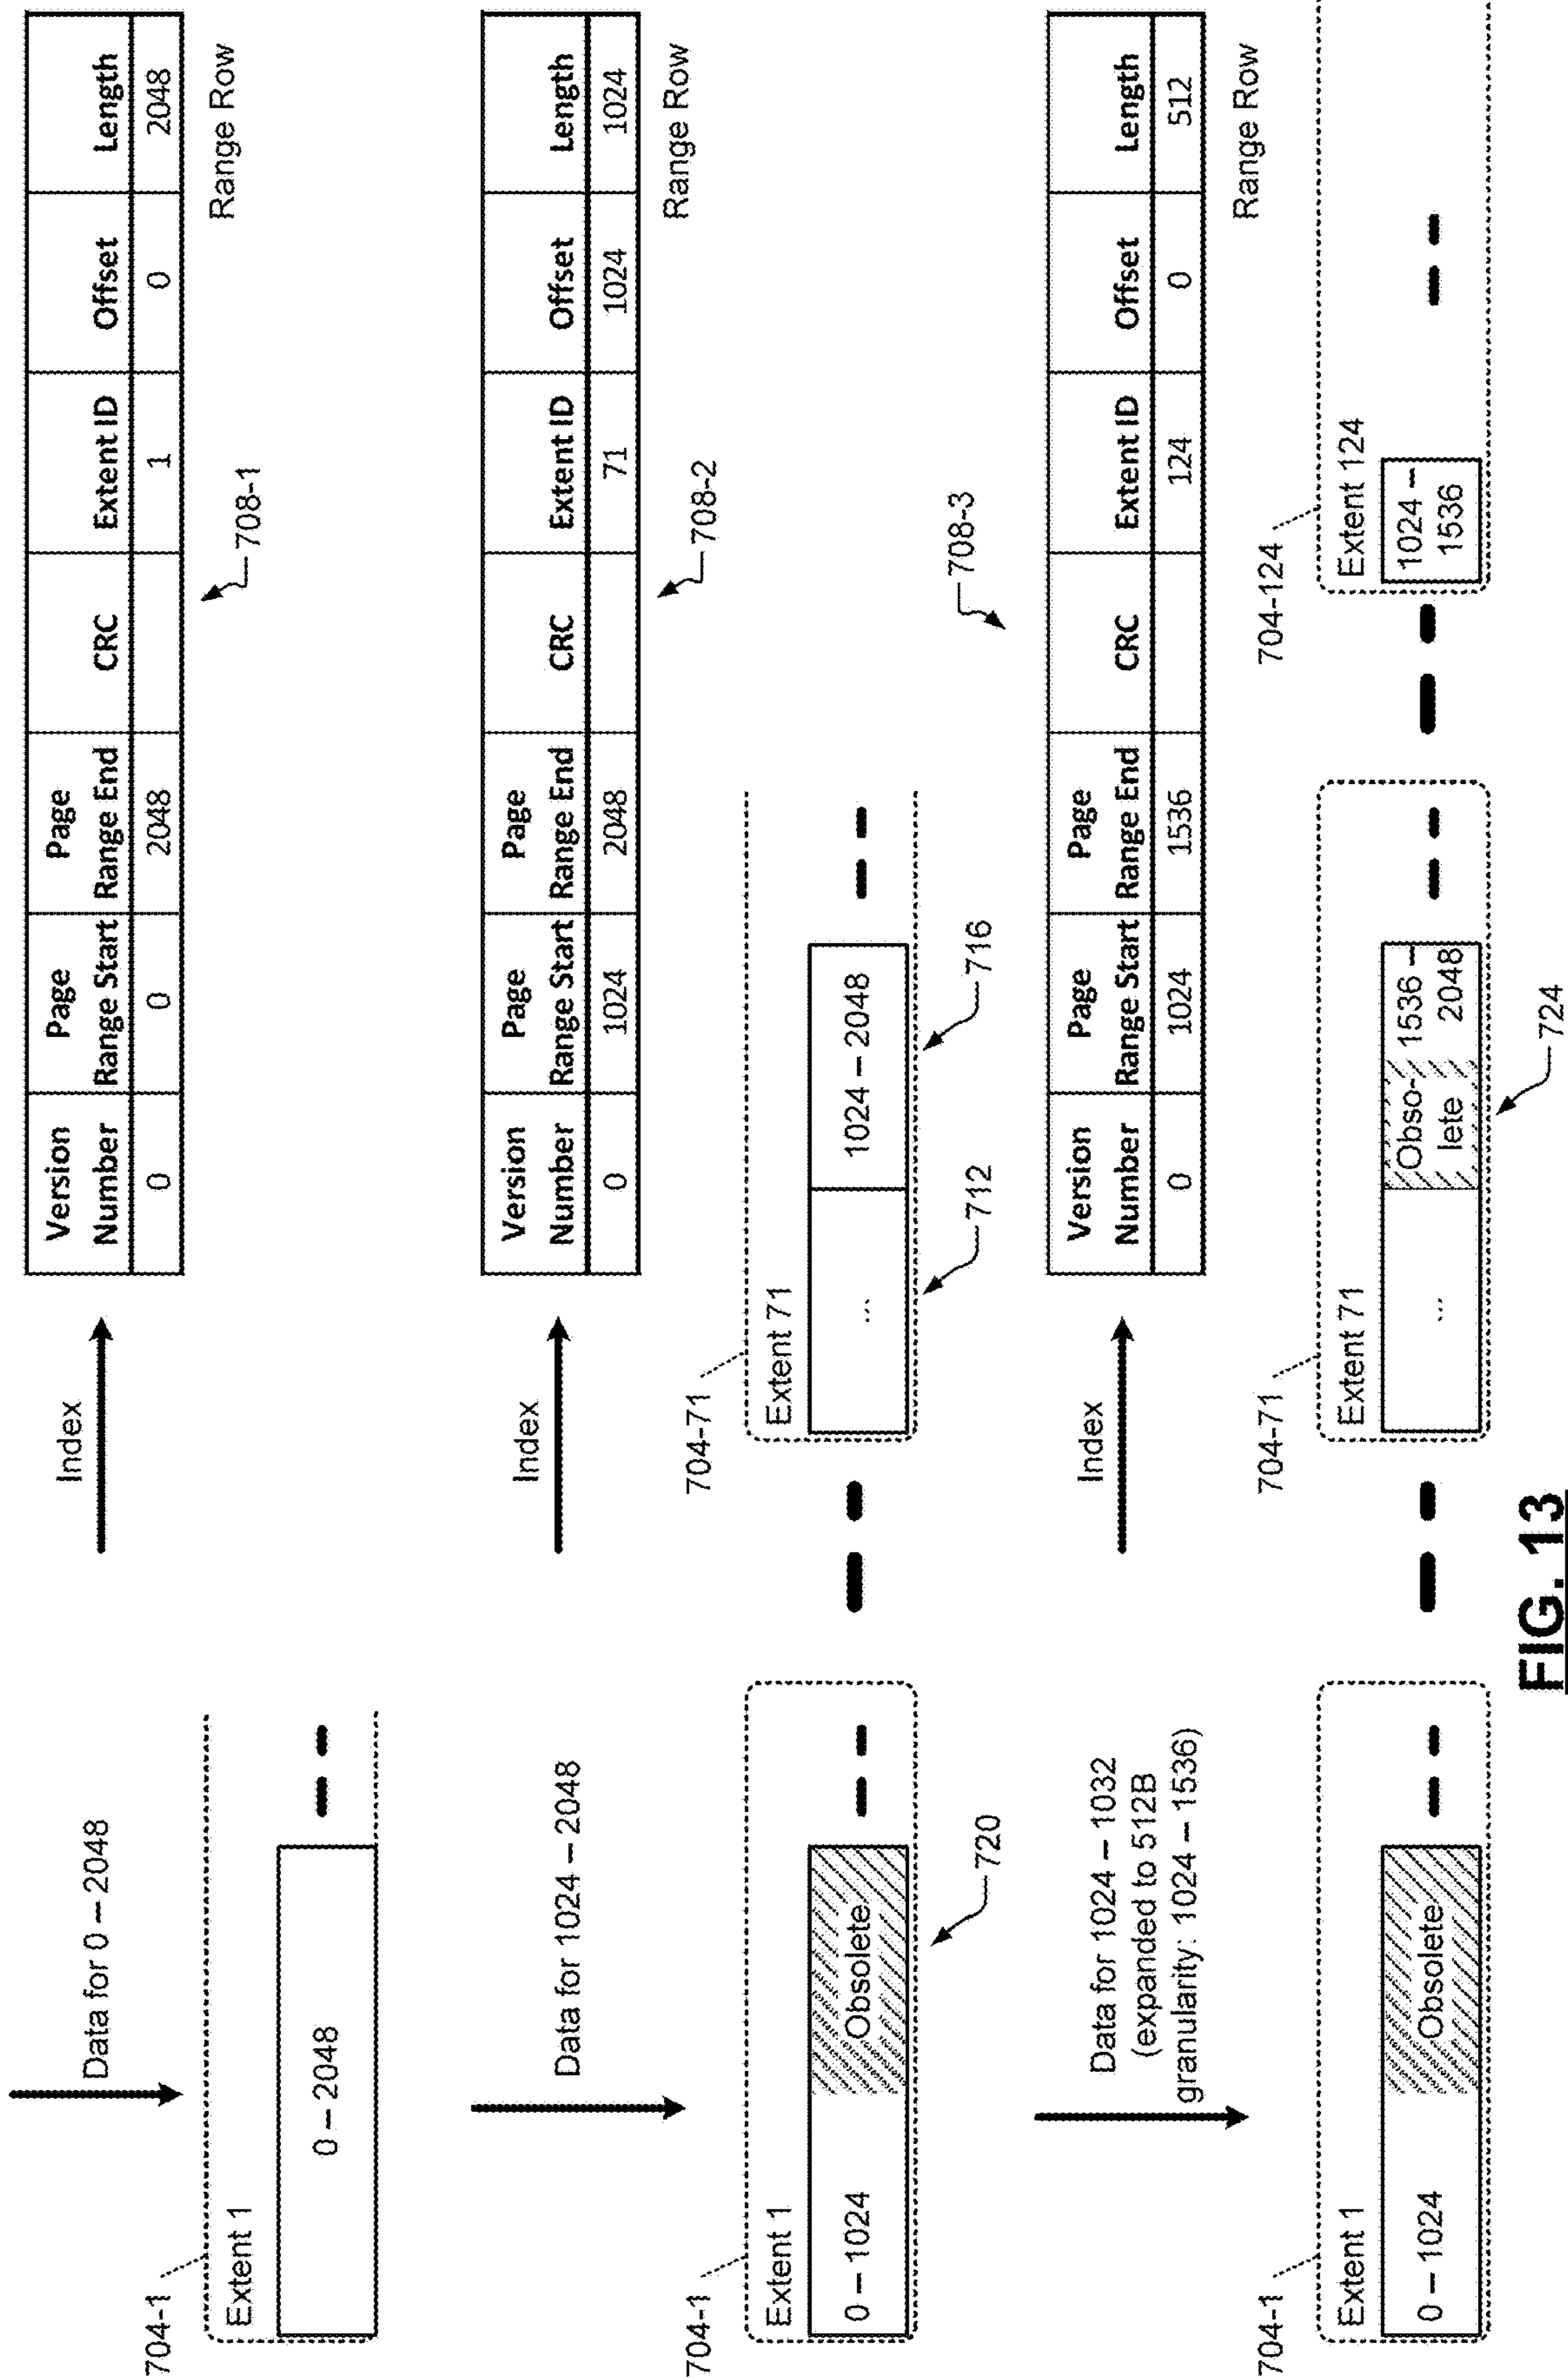 Data for 0 – 2048
Index
Version Number	Page Range Start	Page Range End	CRC	Extent ID	Offset	Length
0	0	2048		1	0	2048
Range Row
708-1
704-1
Extent 1
0 – 2048
Data for 1024 – 2048
Index
Version Number	Page Range Start	Page Range End	CRC	Extent ID	Offset	Length
0	1024	2048		71	1024	1024
Range Row
708-2
704-1
Extent 1
0 – 1024
Obsolete
720
704-71
Extent 71
...
1024 – 2048
712
716
Data for 1024 – 1032
(expanded to 512B
granularity: 1024 – 1536)
Index
708-3
Version Number	Page Range Start	Page Range End	CRC	Extent ID	Offset	Length
0	1024	1536		124	0	512
Range Row
704-1
Extent 1
0 – 1024
Obsolete
704-71
Extent 71
...
Obso-
lete
1536 –
2048
724
704-124
Extent 124
1024 –
1536
FIG. 13